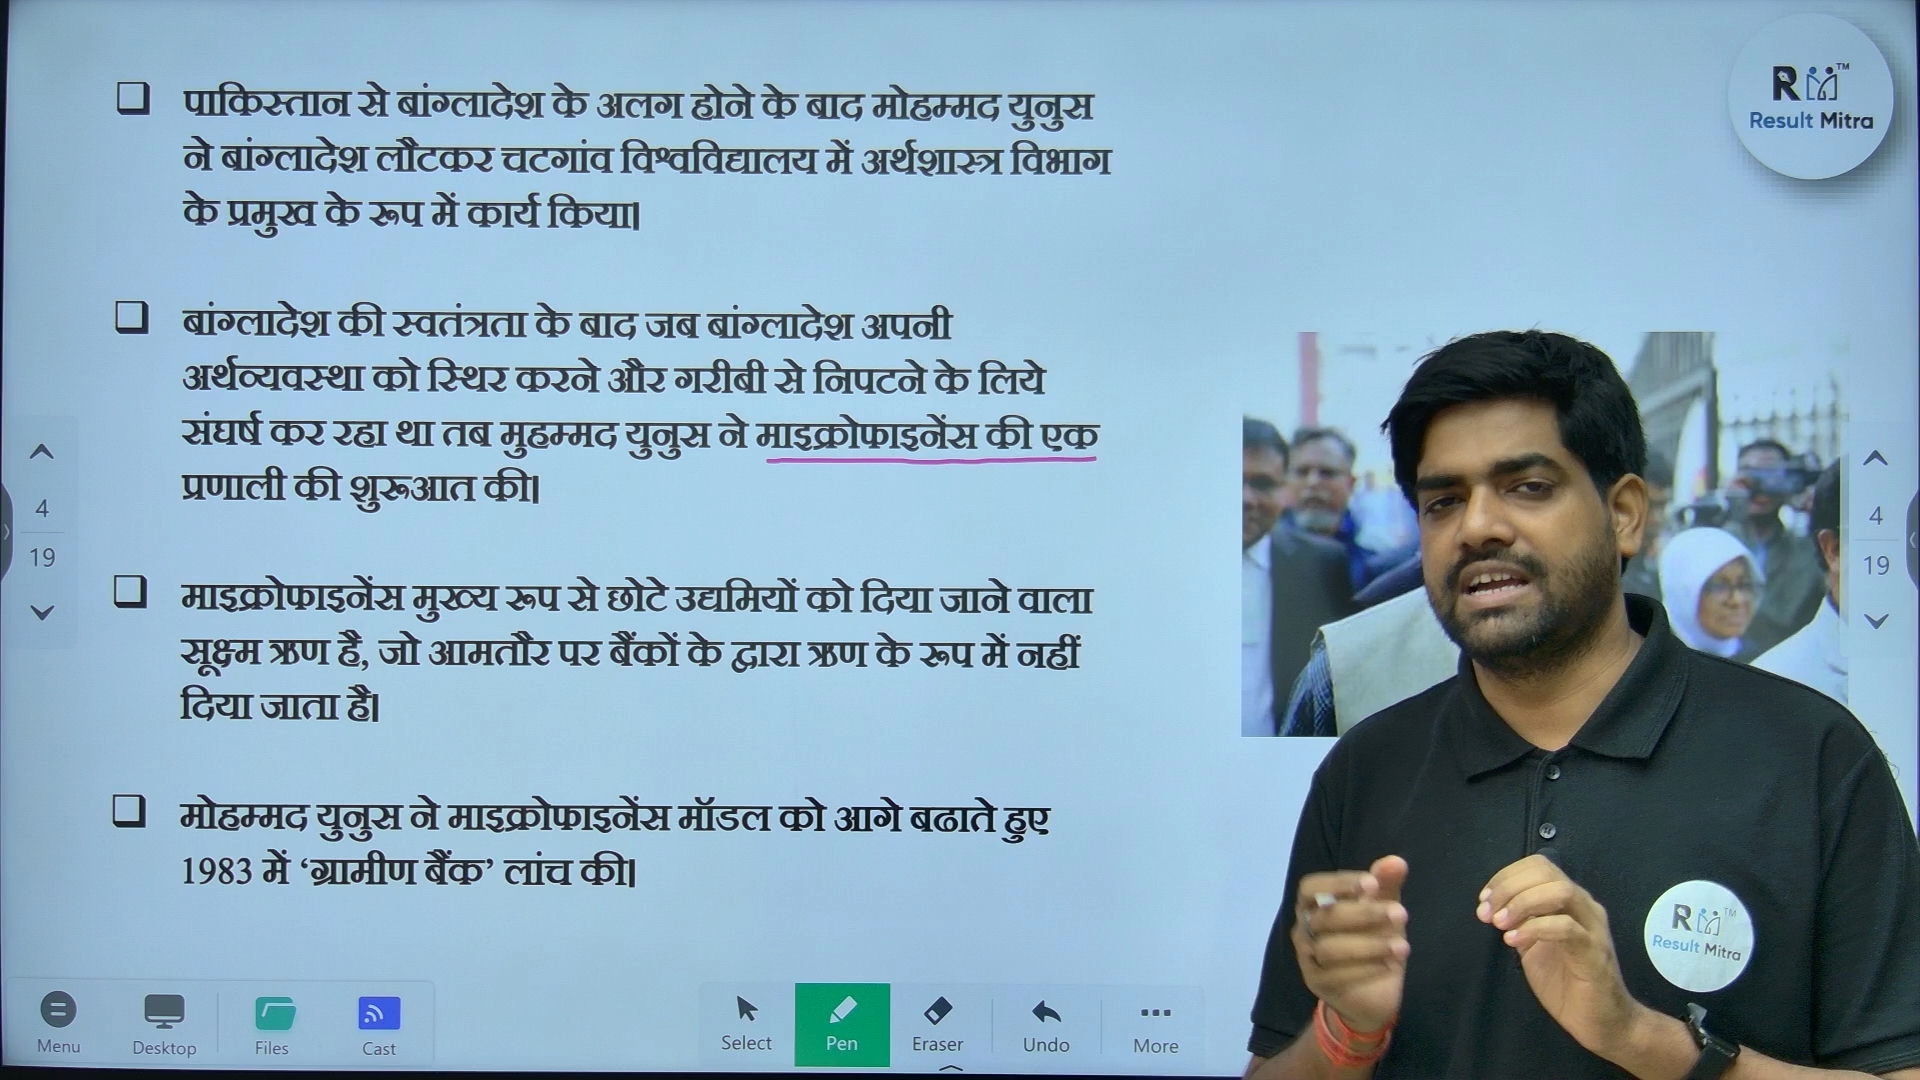 पाकिस्तान से बांग्लादेश के अलग होने के बाद मोहम्मद युनुस
ने बांग्लादेश लौटकर चटगांव विश्वविद्यालय में अर्थशास्त्र विभाग
के प्रमुख के रूप में कार्य किया।
बांग्लादेश की स्वतंत्रता के बाद जब बांग्लादेश अपनी
अर्थव्यवस्था को स्थिर करने और गरीबी से निपटने के लिये
संघर्ष कर रहा था तब मुहम्मद युनुस ने माइक्रोफाइनेंस की एक
प्रणाली की शुरूआत की।
माइक्रोफाइनेंस मुख्य रूप से छोटे उद्यमियों को दिया जाने वाला
सूक्ष्म ऋण है, जो आमतौर पर बैंकों के द्वारा ऋण के रूप में नहीं
दिया जाता है।
मोहम्मद युनुस ने माइक्रोफाइनेंस मॉडल को आगे बढाते हुए
1983 में ‘ग्रामीण बैंक’ लांच की।
RM™
Result Mitra
4
19
4
19
RM™
Result Mitra
Menu
Desktop
Files
Cast
Select
Pen
Eraser
Undo
More